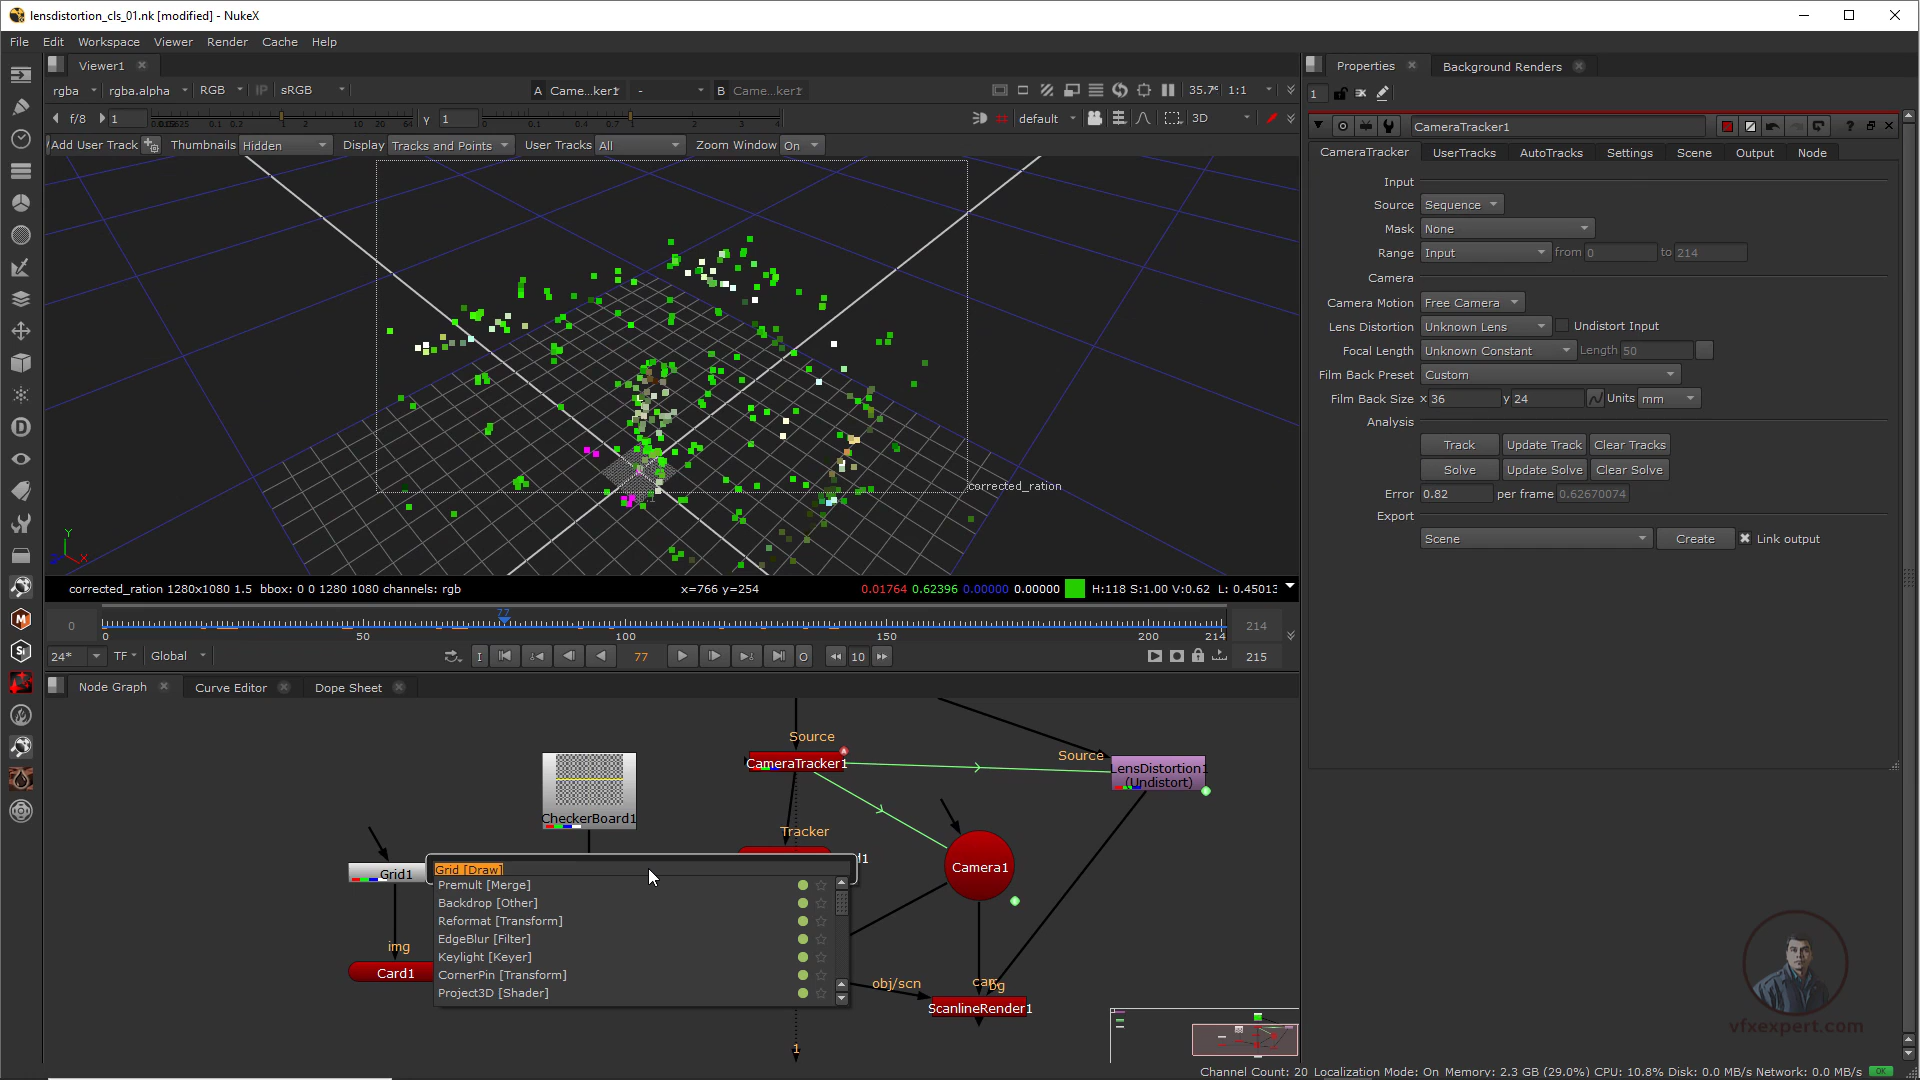 lensdistortion_cls_01.nk [modified] - NukeX
File Edit Workspace Viewer Render Cache Help
Viewer1
Properties
Background Renders
rgba rgba.alpha RGB IP sRGB A Came...ker1 - B Came...ker1 35.7% 1:1
1
f/8 1 y 1 default 3D
CameraTracker1
Add User Track Thumbnails Hidden Display Tracks and Points User Tracks All Zoom Window On
CameraTracker UserTracks AutoTracks Settings Scene Output Node
Input
Source Sequence
Mask None
Range Input from 0 to 214
Camera
Camera Motion Free Camera
Lens Distortion Unknown Lens Undistort Input
Focal Length Unknown Constant Length 50
Film Back Preset Custom
Film Back Size x 36 y 24 Units mm
Analysis
Track Update Track Clear Tracks
Solve Update Solve Clear Solve
Error 0.82 per frame 0.62670074
Export
Scene Create Link output
corrected_ration
Y
X
corrected_ration 1280x1080 1.5 bbox: 0 0 1280 1080 channels: rgb x=766 y=254 0.01764 0.62396 0.00000 0.00000 H:118 S:1.00 V:0.62 L: 0.45013
77
0 214
0 50 100 150 200 214
24* TF Global I 77 O 10 215
Node Graph Curve Editor Dope Sheet
Source
CameraTracker1
Source
LensDistortion1
(Undistort)
CheckerBoard1
Tracker
Camera1
Grid1
Grid [Draw]
Premult [Merge]
Backdrop [Other]
Reformat [Transform]
EdgeBlur [Filter]
Keylight [Keyer]
CornerPin [Transform]
Project3D [Shader]
img
Card1
obj/scn
cam
bg
ScanlineRender1
1
vfxexpert.com
Channel Count: 20 Localization Mode: On Memory: 2.3 GB (29.0%) CPU: 10.8% Disk: 0.0 MB/s Network: 0.0 MB/s OK